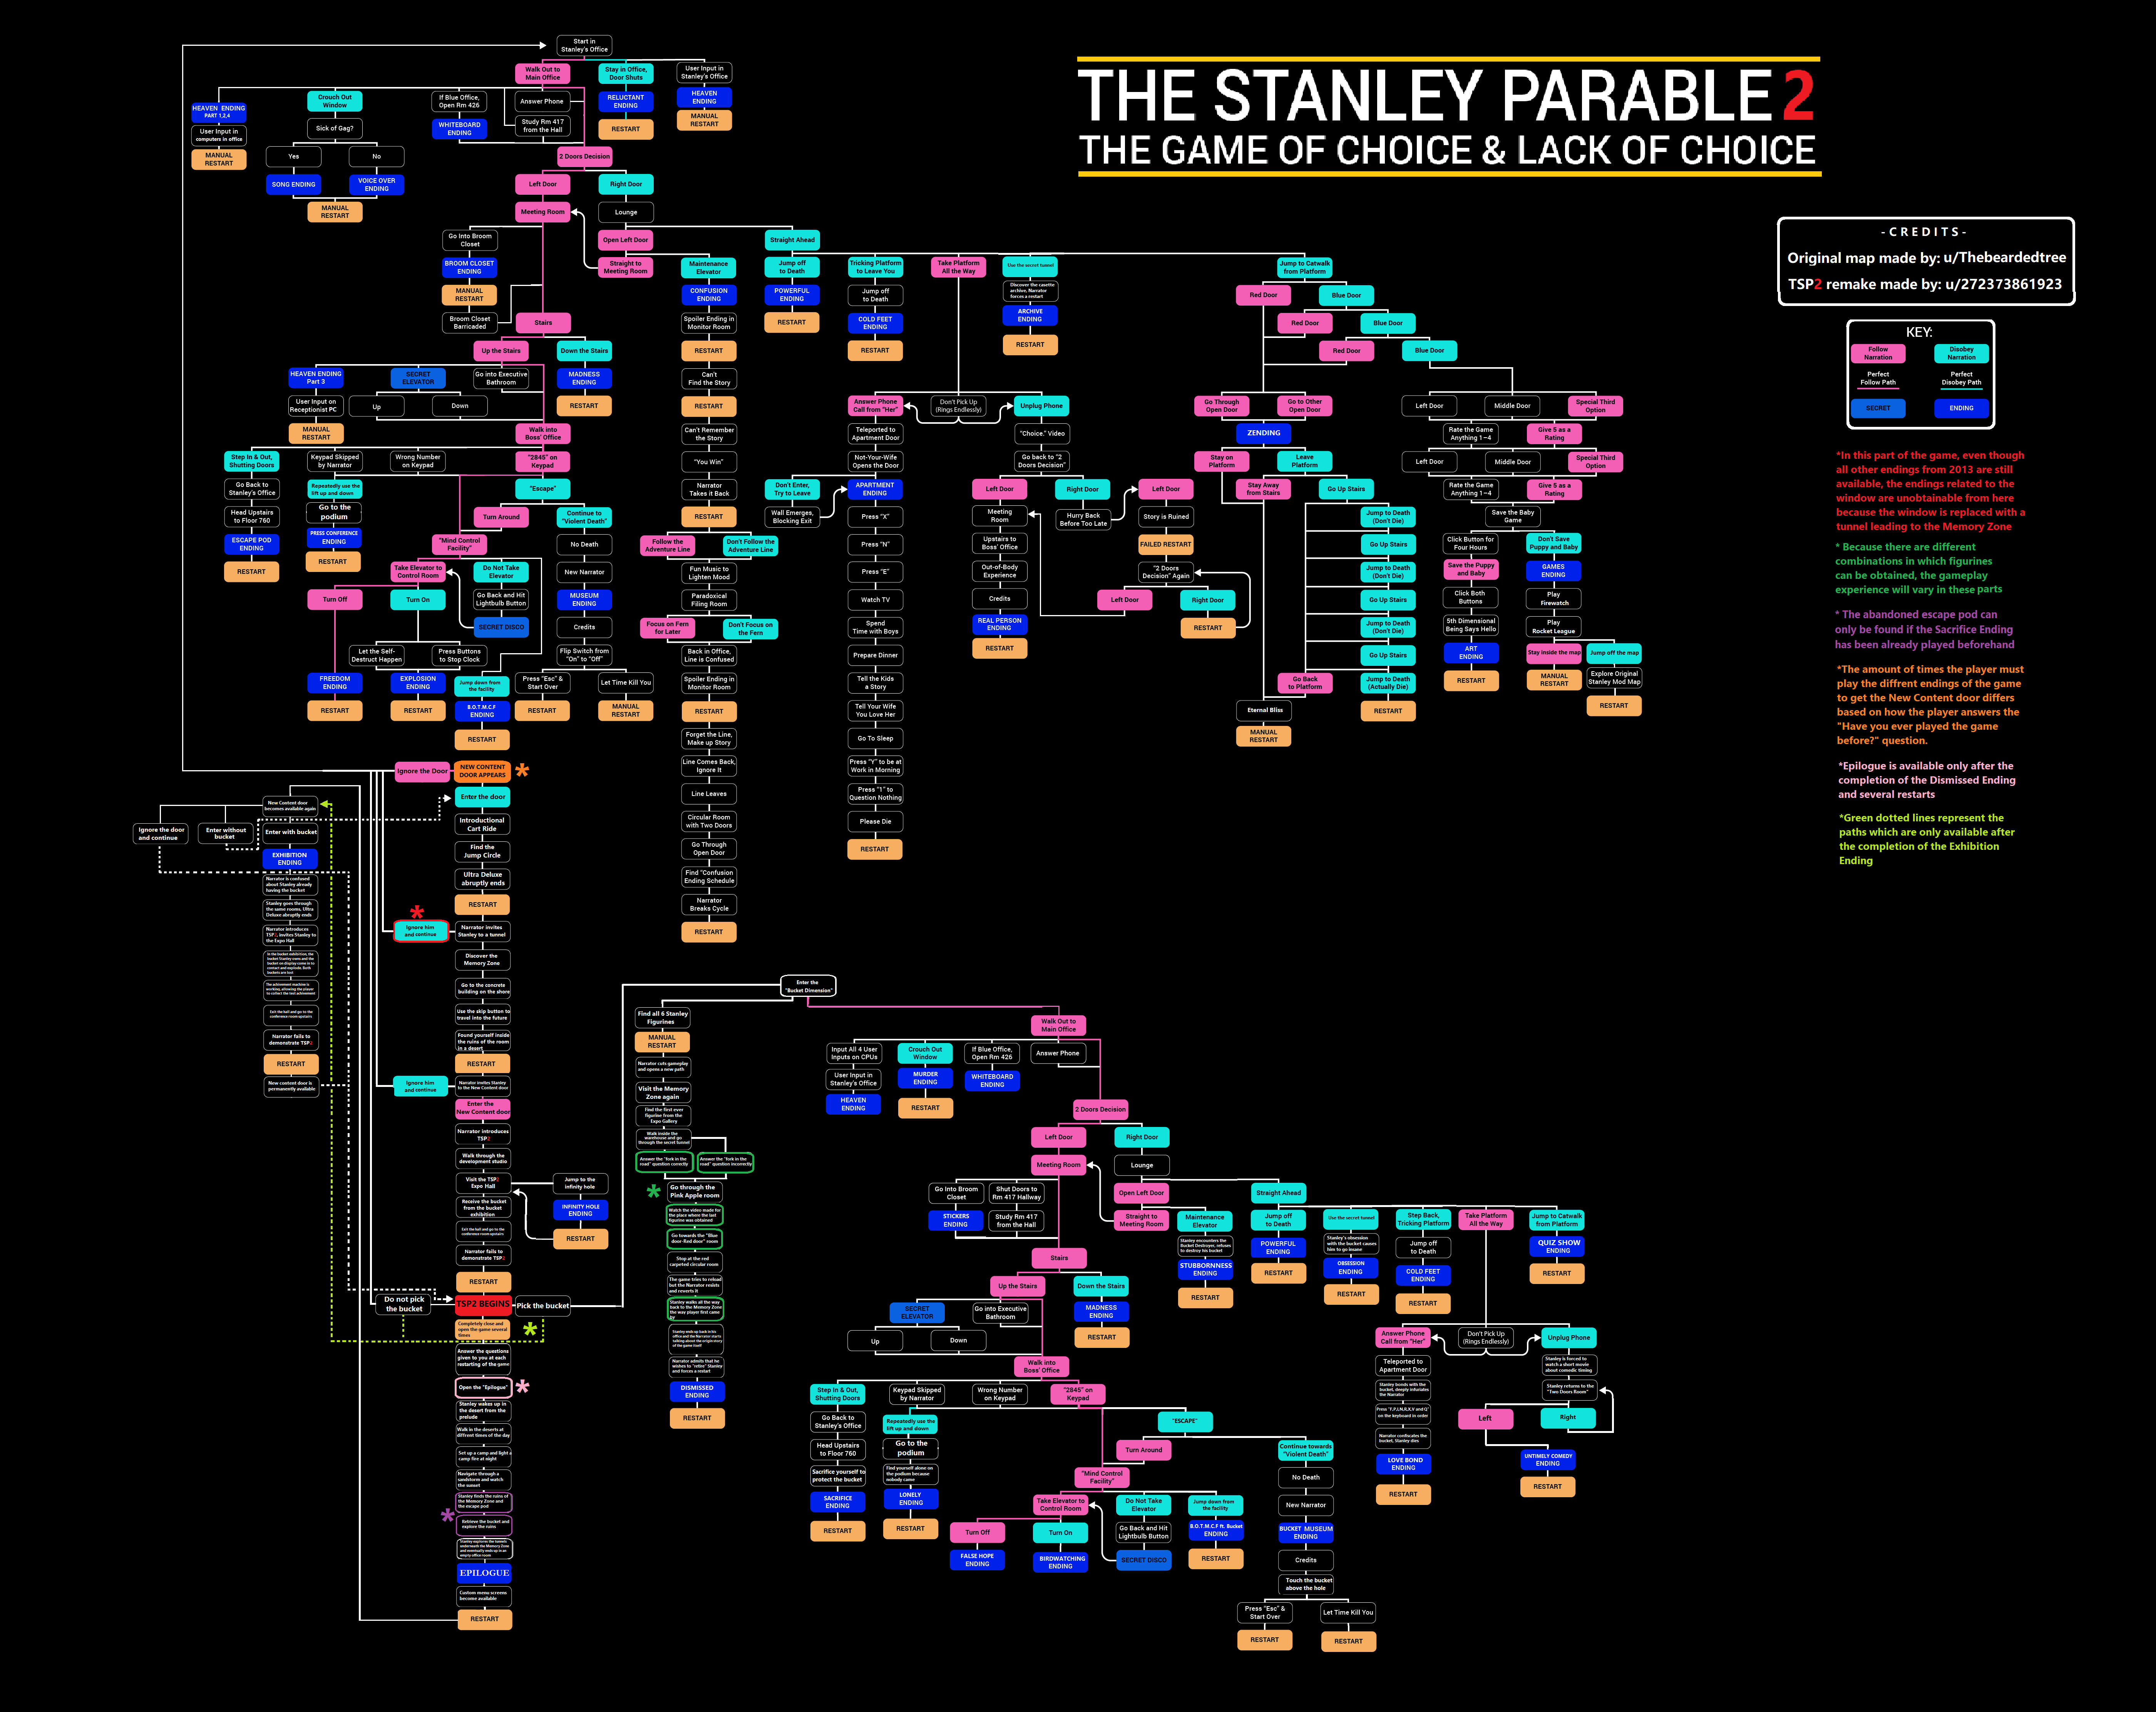 THE STANLEY PARABLE 2
THE GAME OF CHOICE & LACK OF CHOICE
- CREDITS -
Original map made by: u/Thebeardedtree
TSP2 remake made by: u/272373861923
KEY:
Follow
Narration
Disobey
Narration
Perfect
Follow Path
Perfect
Disobey Path
SECRET
ENDING
*In this part of the game, even though
all other endings from 2013 are still
available, the endings related to the
window are unobtainable from here
because the window is replaced with a
tunnel leading to the Memory Zone
* Because there are different
combinations in which figurines
can be obtained, the gameplay
experience will vary in these parts
* The abandoned escape pod can
only be found if the Sacrifice Ending
has been already played beforehand
*The amount of times the player must
play the diffrent endings of the game
to get the New Content door differs
based on how the player answers the
"Have you ever played the game
before?" question.
*Epilogue is available only after the
completion of the Dismissed Ending
and several restarts
*Green dotted lines represent the
paths which are only available after
the completion of the Exhibition
Ending
Start in
Stanley's Office
Walk Out to
Main Office
Stay in Office,
Door Shuts
User Input in
Stanley's Office
RELUCTANT
ENDING
RESTART
HEAVEN
ENDING
MANUAL
RESTART
HEAVEN ENDING
PART 1,2,4
User Input in
computers in office
MANUAL
RESTART
Crouch Out
Window
Sick of Gag?
Yes
No
SONG ENDING
VOICE OVER
ENDING
MANUAL
RESTART
If Blue Office,
Open Rm 426
WHITEBOARD
ENDING
Answer Phone
Study Rm 417
from the Hall
2 Doors Decision
Left Door
Right Door
Meeting Room
Lounge
Go Into Broom
Closet
BROOM CLOSET
ENDING
MANUAL
RESTART
Broom Closet
Barricaded
Open Left Door
Straight to
Meeting Room
Maintenance
Elevator
CONFUSION
ENDING
Spoiler Ending in
Monitor Room
RESTART
Can't
Find the Story
RESTART
Can't Remember
the Story
"You Win"
Narrator
Takes it Back
RESTART
Follow the
Adventure Line
Don't Follow the
Adventure Line
Fun Music to
Lighten Mood
Paradoxical
Filing Room
Focus on Fern
for Later
Don't Focus on
the Fern
Back in Office,
Line is Confused
Spoiler Ending in
Monitor Room
RESTART
Forget the Line,
Make up Story
Line Comes Back,
Ignore It
Line Leaves
Circular Room
with Two Doors
Go Through
Open Door
Find "Confusion
Ending Schedule
Narrator
Breaks Cycle
RESTART
Straight Ahead
Jump off
to Death
POWERFUL
ENDING
RESTART
Tricking Platform
to Leave You
Jump off
to Death
COLD FEET
ENDING
RESTART
Take Platform
All the Way
Use the secret tunnel
Discover the casette
archive, Narrator
forces a restart
ARCHIVE
ENDING
RESTART
Answer Phone
Call from "Her"
Don't Pick Up
(Rings Endlessly)
Unplug Phone
Teleported to
Apartment Door
Not-Your-Wife
Opens the Door
Don't Enter,
Try to Leave
Wall Emerges,
Blocking Exit
APARTMENT
ENDING
Press "X"
Press "N"
Press "E"
Watch TV
Spend
Time with Boys
Prepare Dinner
Tell the Kids
a Story
Tell Your Wife
You Love Her
Go To Sleep
Press "Y" to be at
Work in Morning
Press "1" to
Question Nothing
Please Die
RESTART
"Choice," Video
Go back to "2
Doors Decision"
Left Door
Right Door
Left Door
Meeting
Room
Hurry Back
Before Too Late
Story is Ruined
Upstairs to
Boss' Office
FAILED RESTART
Out-of-Body
Experience
"2 Doors
Decision" Again
Credits
Left Door
Right Door
REAL PERSON
ENDING
RESTART
RESTART
Jump to Catwalk
from Platform
Red Door
Blue Door
Red Door
Blue Door
Red Door
Blue Door
Go Through
Open Door
Go to Other
Open Door
ZENDING
Stay on
Platform
Leave
Platform
Stay Away
from Stairs
Go Up Stairs
Jump to Death
(Don't Die)
Go Up Stairs
Jump to Death
(Don't Die)
Go Up Stairs
Jump to Death
(Don't Die)
Go Up Stairs
Go Back
to Platform
Jump to Death
(Actually Die)
RESTART
Eternal Bliss
MANUAL
RESTART
Left Door
Middle Door
Special Third
Option
Rate the Game
Anything 1–4
Give 5 as a
Rating
Left Door
Middle Door
Special Third
Option
Rate the Game
Anything 1–4
Give 5 as a
Rating
Save the Baby
Game
Click Button for
Four Hours
Don't Save
Puppy and Baby
Save the Puppy
and Baby
GAMES
ENDING
Click Both
Buttons
Play
Firewatch
5th Dimensional
Being Says Hello
Play
Rocket League
ART
ENDING
Stay inside the map
Jump off the map
RESTART
MANUAL
RESTART
Explore Original
Stanley Mod Map
RESTART
Stairs
Up the Stairs
Down the Stairs
MADNESS
ENDING
RESTART
HEAVEN ENDING
Part 3
User Input on
Receptionist PC
MANUAL
RESTART
SECRET
ELEVATOR
Up
Down
Go into Executive
Bathroom
Walk into
Boss' Office
Step In & Out,
Shutting Doors
Go Back to
Stanley's Office
Head Upstairs
to Floor 760
ESCAPE POD
ENDING
RESTART
Keypad Skipped
by Narrator
Repeatedly use the
lift up and down
Go to the
podium
PRESS CONFERENCE
ENDING
RESTART
Wrong Number
on Keypad
"2845" on
Keypad
"Escape"
Turn Around
Continue to
"Violent Death"
No Death
New Narrator
MUSEUM
ENDING
Credits
Flip Switch from
"On" to "Off"
Press "Esc" &
Start Over
Let Time Kill You
RESTART
MANUAL
RESTART
"Mind Control
Facility"
Take Elevator to
Control Room
Do Not Take
Elevator
Turn Off
Turn On
Go Back and Hit
Lightbulb Button
SECRET DISCO
Let the Self-
Destruct Happen
Press Buttons
to Stop Clock
FREEDOM
ENDING
EXPLOSION
ENDING
RESTART
RESTART
Jump down from
the facility
B.O.T.M.C.F
ENDING
RESTART
Ignore the Door
NEW CONTENT
DOOR APPEARS
*
Enter the door
Introductional
Cart Ride
Find the
Jump Circle
Ultra Deluxe
abruptly ends
RESTART
*
Ignore him
and continue
Narrator invites
Stanley to a tunnel
Discover the
Memory Zone
Go to the concrete
building on the shore
Use the skip button to
travel into the future
Found yourself inside
the ruins of the room
in a desert
RESTART
Ignore him
and continue
Narrator invites Stanley
to the New Content door
Enter the
New Content door
Narrator introduces
TSP2
Walk through the
development studio
Visit the TSP2
Expo Hall
Jump to the
infinity hole
INFINITY HOLE
ENDING
RESTART
Receive the bucket
from the bucket
exhibition
Exit the hall and go to the
conference room upstairs
Narrator fails to
demonstrate TSP2
RESTART
Do not pick
the bucket
TSP2 BEGINS
Pick the bucket
*
Completely close and
open the game several
times
Answer the questions
given to you at each
restarting of the game
Open the "Epilogue"
*
Stanley wakes up in
the desert from the
prelude
Walk in the deserts at
diffrent times of the day
Set up a camp and light a
camp fire at night
Navigate through a
sandstorm and watch
the sunset
Stanley finds the ruins of
the Memory Zone and
the escape pod
*
Retrieve the bucket and
explore the ruins
Stanley explores the tunnels
underneath the Memory Zone
and eventually ends up in an
empty office room
EPILOGUE
Custom menu screens
become available
RESTART
New Content door
becomes available again
Ignore the door
and continue
Enter without
bucket
Enter with bucket
EXHIBITION
ENDING
Narrator is confused
about Stanley already
having the bucket
Stanley goes through
the same rooms, Ultra
Deluxe abruptly ends
Narrator introduces
TSP2, invites Stanley to
the Expo Hall
In the bucket exhibition, the
bucket Stanley owns and the
bucket on display come in to
contact and explode. Both
buckets are lost
The achievement machine is
working, allowing the player
to collect the test achievement
Exit the hall and go to the
conference room upstairs
Narrator fails to
demonstrate TSP2
RESTART
New content door is
permanently available
Enter the
"Bucket Dimension"
Find all 6 Stanley
Figurines
MANUAL
RESTART
Narrator cuts gameplay
and opens a new path
Visit the Memory
Zone again
Find the first ever
figurine from the
Expo Gallery
Walk inside the
warehouse and go
through the secret tunnel
Answer the "fork in the
road" question correctly
Answer the "fork in the
road" question incorrectly
*
Go through the
Pink Apple room
Watch the video made for
the place where the last
figurine was obtained
Go towards the "Blue
door-Red door" room
Stop at the red
carpeted circular room
The game tries to reload
but the Narrator resists
and reverts it
Stanley walks all the way
back to the Memory Zone
the way player first came
by
Stanley ends up back in his
office and the Narrator starts
talking about the origin story
of the game itself
Narrator admits that he
wishes to "retire" Stanley
and forces a restart
DISMISSED
ENDING
RESTART
Walk Out to
Main Office
Input All 4 User
Inputs on CPUs
User Input in
Stanley's Office
HEAVEN
ENDING
Crouch Out
Window
MURDER
ENDING
RESTART
If Blue Office,
Open Rm 426
WHITEBOARD
ENDING
Answer Phone
2 Doors Decision
Left Door
Right Door
Meeting Room
Lounge
Go Into Broom
Closet
STICKERS
ENDING
Shut Doors to
Rm 417 Hallway
Study Rm 417
from the Hall
Open Left Door
Straight to
Meeting Room
Maintenance
Elevator
Stanley encounters the
Bucket Destroyer, refuses
to destroy his bucket
STUBBORNNESS
ENDING
RESTART
Straight Ahead
Jump off
to Death
POWERFUL
ENDING
RESTART
Use the secret tunnel
Stanley's obsession
with the bucket causes
him to go insane
OBSESSION
ENDING
RESTART
Step Back,
Tricking Platform
Jump off
to Death
COLD FEET
ENDING
RESTART
Take Platform
All the Way
Jump to Catwalk
from Platform
QUIZ SHOW
ENDING
RESTART
Answer Phone
Call from "Her"
Don't Pick Up
(Rings Endlessly)
Unplug Phone
Teleported to
Apartment Door
Stanley bonds with the
bucket, deeply infuriates
the Narrator
Press "F,P,I,N,R,K,V and Q"
on the keyboard in order
Narrator confiscates the
bucket, Stanley dies
LOVE BOND
ENDING
RESTART
Stanley is forced to
watch a short movie
about comedic timing
Stanley returns to the
"Two Doors Room"
Left
Right
UNTIMELY COMEDY
ENDING
RESTART
Stairs
Up the Stairs
Down the Stairs
MADNESS
ENDING
RESTART
SECRET
ELEVATOR
Up
Down
Go into Executive
Bathroom
Walk into
Boss' Office
Step In & Out,
Shutting Doors
Go Back to
Stanley's Office
Head Upstairs
to Floor 760
Sacrifice yourself to
protect the bucket
SACRIFICE
ENDING
RESTART
Keypad Skipped
by Narrator
Repeatedly use the
lift up and down
Go to the
podium
Find yourself alone on
the podium because
nobody came
LONELY
ENDING
RESTART
Wrong Number
on Keypad
"2845" on
Keypad
"ESCAPE"
Turn Around
Continue towards
"Violent Death"
No Death
New Narrator
BUCKET MUSEUM
ENDING
Credits
Touch the bucket
above the hole
Press "Esc" &
Start Over
Let Time Kill You
RESTART
RESTART
"Mind Control
Facility"
Take Elevator to
Control Room
Do Not Take
Elevator
Jump down from
the facility
Turn Off
Turn On
Go Back and Hit
Lightbulb Button
B.O.T.M.C.F ft. Bucket
ENDING
FALSE HOPE
ENDING
BIRDWATCHING
ENDING
SECRET DISCO
RESTART